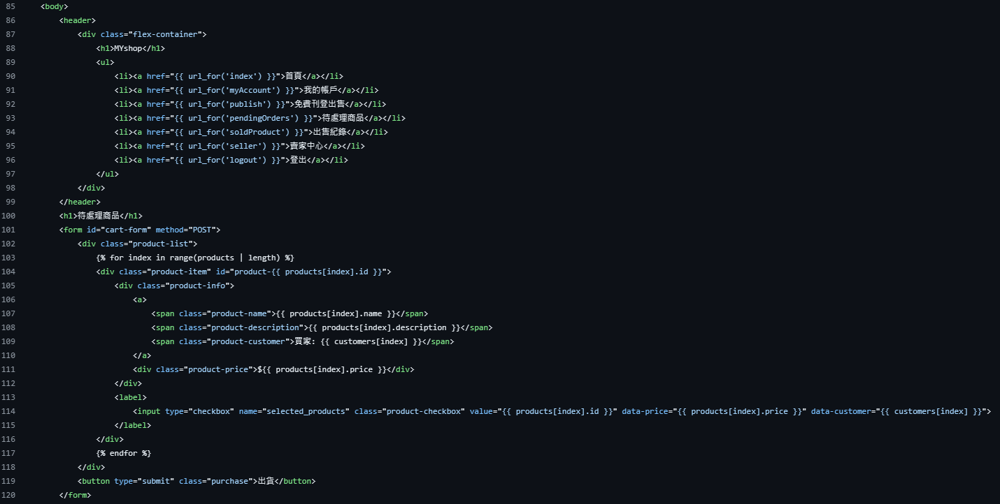 85 <body>
86 <header>
87 <div class="flex-container">
88 <h1>MYshop</h1>
89 <ul>
90 <li><a href="{{ url_for('index') }}">首頁</a></li>
91 <li><a href="{{ url_for('myAccount') }}">我的帳戶</a></li>
92 <li><a href="{{ url_for('publish') }}">免費刊登出售</a></li>
93 <li><a href="{{ url_for('pendingOrders') }}">待處理商品</a></li>
94 <li><a href="{{ url_for('soldProduct') }}">出售紀錄</a></li>
95 <li><a href="{{ url_for('seller') }}">賣家中心</a></li>
96 <li><a href="{{ url_for('logout') }}">登出</a></li>
97 </ul>
98 </div>
99 </header>
100 <h1>待處理商品</h1>
101 <form id="cart-form" method="POST">
102 <div class="product-list">
103 {% for index in range(products | length) %}
104 <div class="product-item" id="product-{{ products[index].id }}">
105 <div class="product-info">
106 <a>
107 <span class="product-name">{{ products[index].name }}</span>
108 <span class="product-description">{{ products[index].description }}</span>
109 <span class="product-customer">買家: {{ customers[index] }}</span>
110 </a>
111 <div class="product-price">${{ products[index].price }}</div>
112 </div>
113 <label>
114 <input type="checkbox" name="selected_products" class="product-checkbox" value="{{ products[index].id }}" data-price="{{ products[index].price }}" data-customer="{{ customers[index] }}">
115 </label>
116 </div>
117 {% endfor %}
118 </div>
119 <button type="submit" class="purchase">出貨</button>
120 </form>